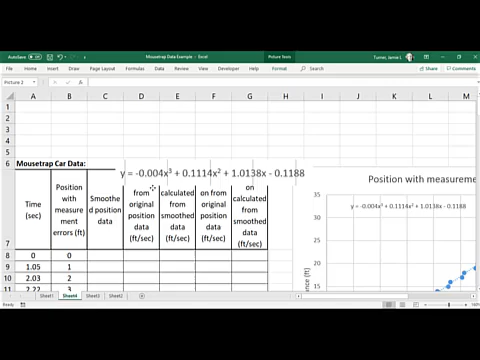 AutoSave Off
Mousetrap Data Example - Excel
Picture Tools
Turner, Jamie L
File Home Insert Draw Page Layout Formulas Data Review View Developer Help Format Search
Share Comments
Picture 2
fx
A B C D E F G H I J K L M
1
2
3
4
5
6 Mousetrap Car Data:
y = -0.004x³ + 0.1114x² + 1.0138x - 0.1188
Position with measureme
7
Time
(sec)
Position
with
measure
ment
errors (ft)
Smoothe
d position
data
from
original
position
data
(ft/sec)
calculated
from
smoothed
data
(ft/sec)
on from
original
position
data
(ft/sec)
on
calculated
from
smoothed
data
(ft/sec)
35
y = -0.004x³ + 0.1114x² + 1.0138x - 0.1188
30
25
20
15
ance (ft)
8 0 0
9 1.05 1
10 2.03 2
11 2.22 3
Sheet1 Sheet4 Sheet3 Sheet2
Ready